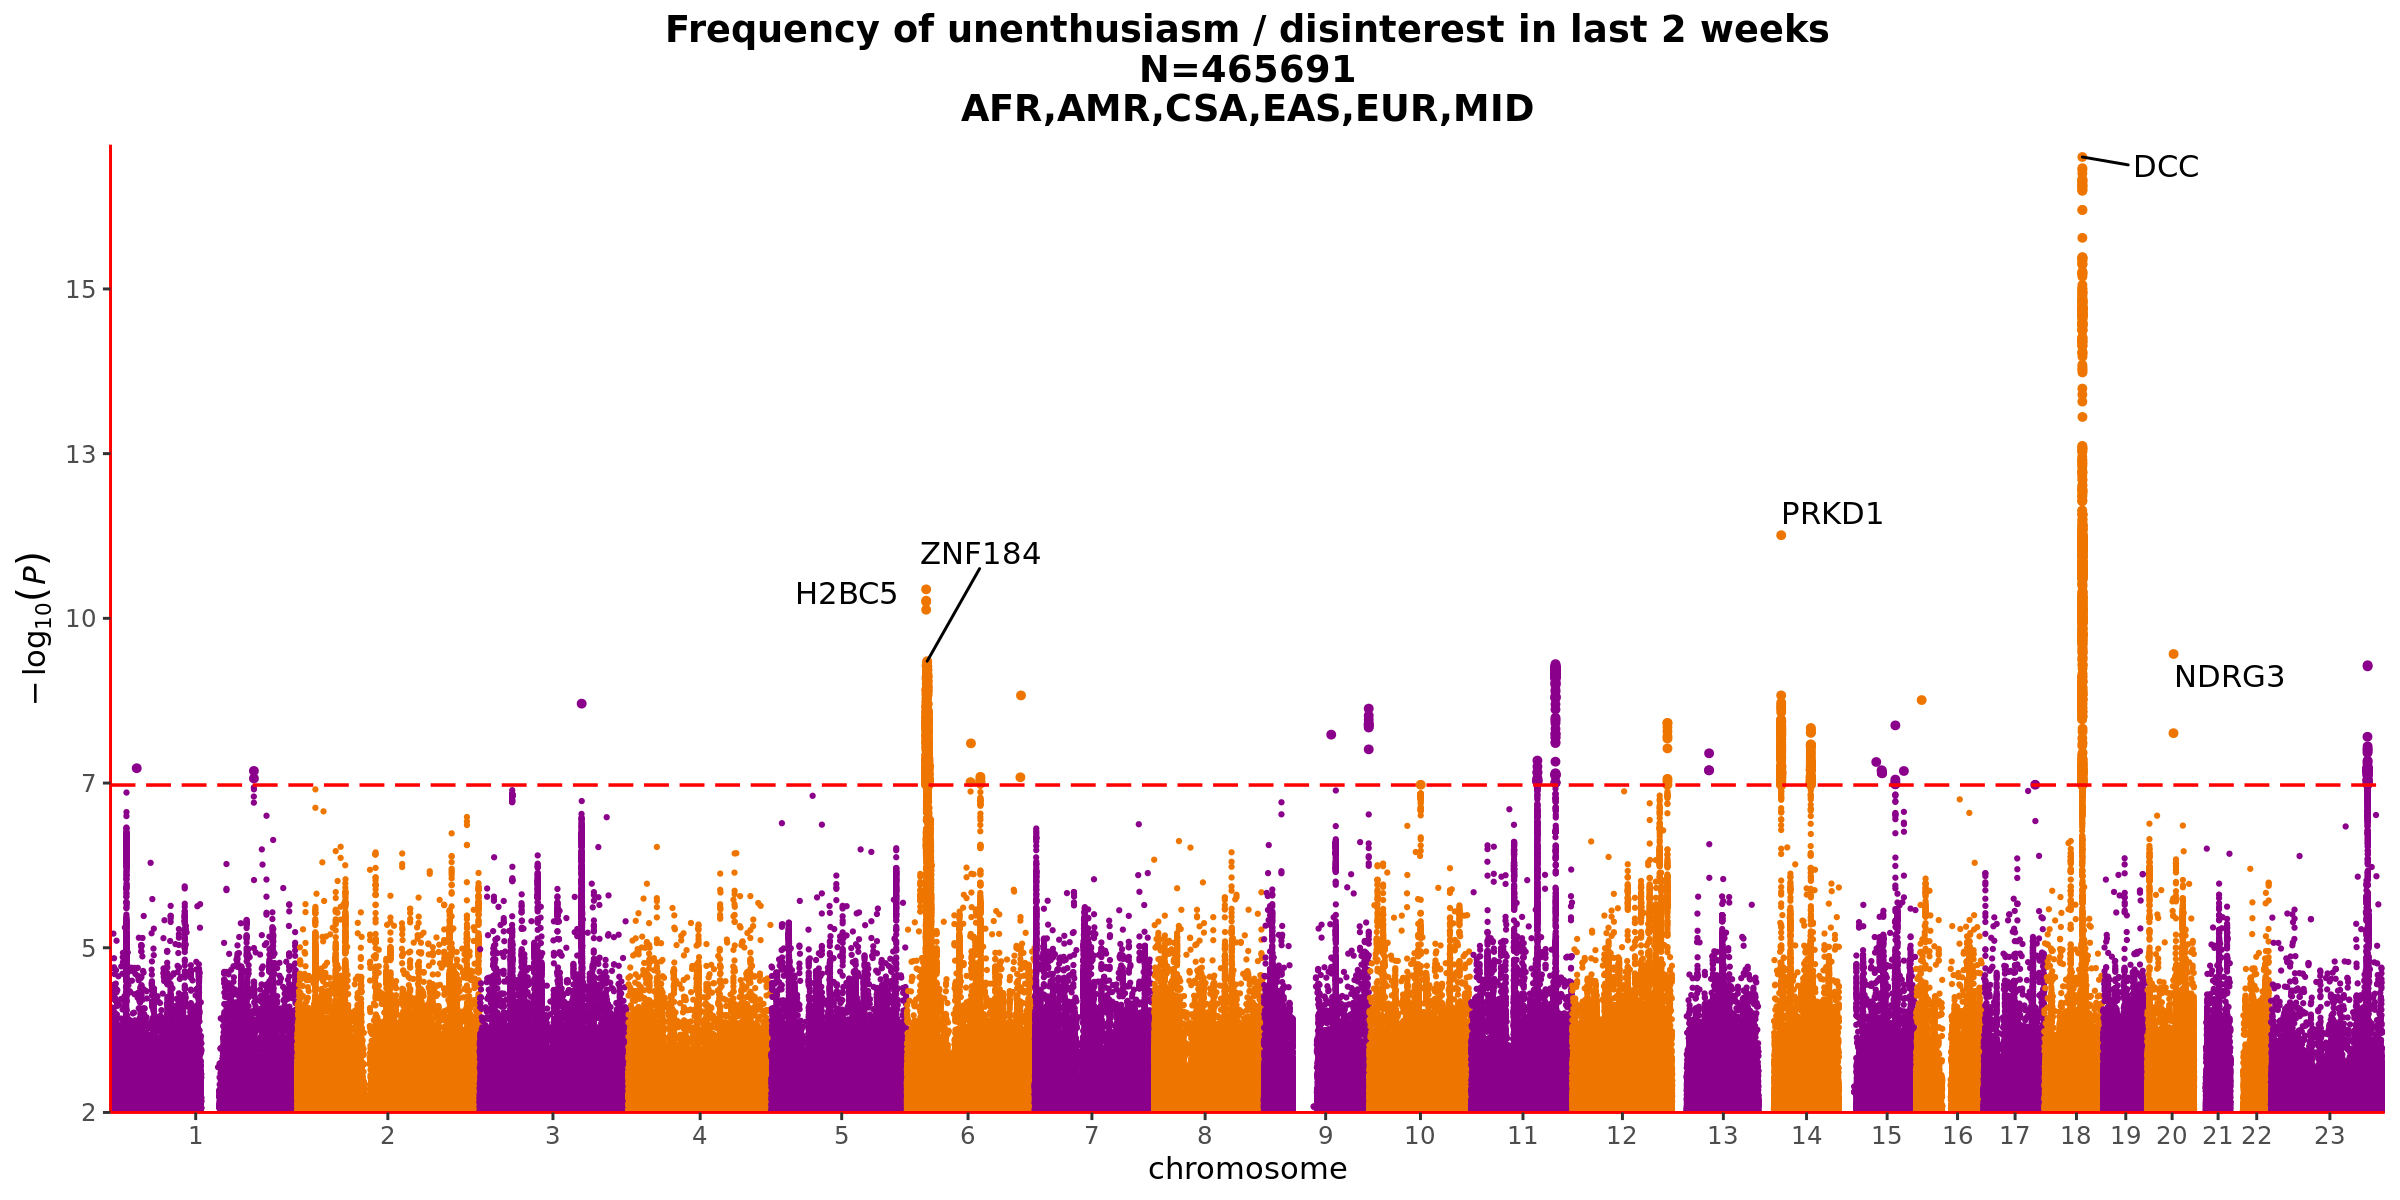 Frequency of unenthusiasm / disinterest in last 2 weeks
N=465691
AFR,AMR,CSA,EAS,EUR,MID
DCC
15
13
PRKD1
ZNF184
H2BC5
10
NDRG3
7
5
2
−log10(P)
1 2 3 4 5 6 7 8 9 10 11 12 13 14 15 16 17 18 19 20 21 22 23
chromosome